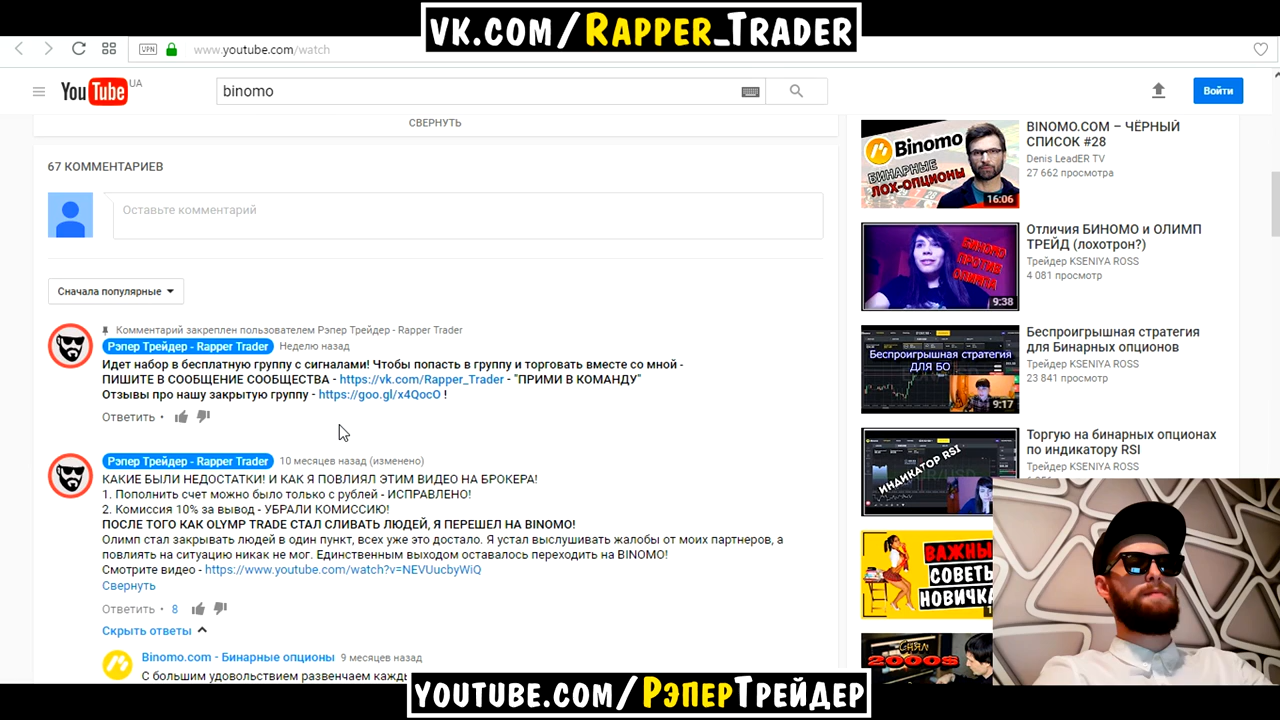 VK.COM/RAPPER_TRADER
VPN
www.youtube.com/watch
YouTube UA
binomo
Войти
СВЕРНУТЬ
67 КОММЕНТАРИЕВ
Оставьте комментарий
Сначала популярные
Комментарий закреплен пользователем Рэпер Трейдер - Rapper Trader
Рэпер Трейдер - Rapper Trader Неделю назад
Идет набор в бесплатную группу с сигналами! Чтобы попасть в группу и торговать вместе со мной -
ПИШИТЕ В СООБЩЕНИЕ СООБЩЕСТВА - https://vk.com/Rapper_Trader - "ПРИМИ В КОМАНДУ"
Отзывы про нашу закрытую группу - https://goo.gl/x4QocO !
Ответить •
Рэпер Трейдер - Rapper Trader 10 месяцев назад (изменено)
КАКИЕ БЫЛИ НЕДОСТАТКИ! И КАК Я ПОВЛИЯЛ ЭТИМ ВИДЕО НА БРОКЕРА!
1. Пополнить счет можно было только с рублей - ИСПРАВЛЕНО!
2. Комиссия 10% за вывод - УБРАЛИ КОМИССИЮ!
ПОСЛЕ ТОГО КАК OLYMP TRADE СТАЛ СЛИВАТЬ ЛЮДЕЙ, Я ПЕРЕШЕЛ НА BINOMO!
Олимп стал закрывать людей в один пункт, всех уже это достало. Я устал выслушивать жалобы от моих партнеров, а
повлиять на ситуацию никак не мог. Единственным выходом оставалось переходить на BINOMO!
Смотрите видео - https://www.youtube.com/watch?v=NEVUucbyWiQ
Свернуть
Ответить • 8
Скрыть ответы
Binomo.com - Бинарные опционы 9 месяцев назад
С большим удовольствием развенчаем кажд
Binomo
БИНАРНЫЕ
ЛОХ-ОПЦИОНЫ
16:06
BINOMO.COM – ЧЁРНЫЙ
СПИСОК #28
Denis LeadER TV
27 662 просмотра
БИНОМО
ПРОТИВ
ОЛИМПА
9:38
Отличия БИНОМО и ОЛИМП
ТРЕЙД (лохотрон?)
Трейдер KSENIYA ROSS
4 081 просмотр
Беспроигрышная стратегия
ДЛЯ БО
9:17
Беспроигрышная стратегия
для Бинарных опционов
Трейдер KSENIYA ROSS
23 841 просмотр
ИНДИКАТОР RSI
Торгую на бинарных опционах
по индикатору RSI
Трейдер KSENIYA ROSS
ВАЖНЫ
СОВЕТЫ
НОВИЧКА
СНЯЛ
2000$
YOUTUBE.COM/РЭПЕРТРЕЙДЕР